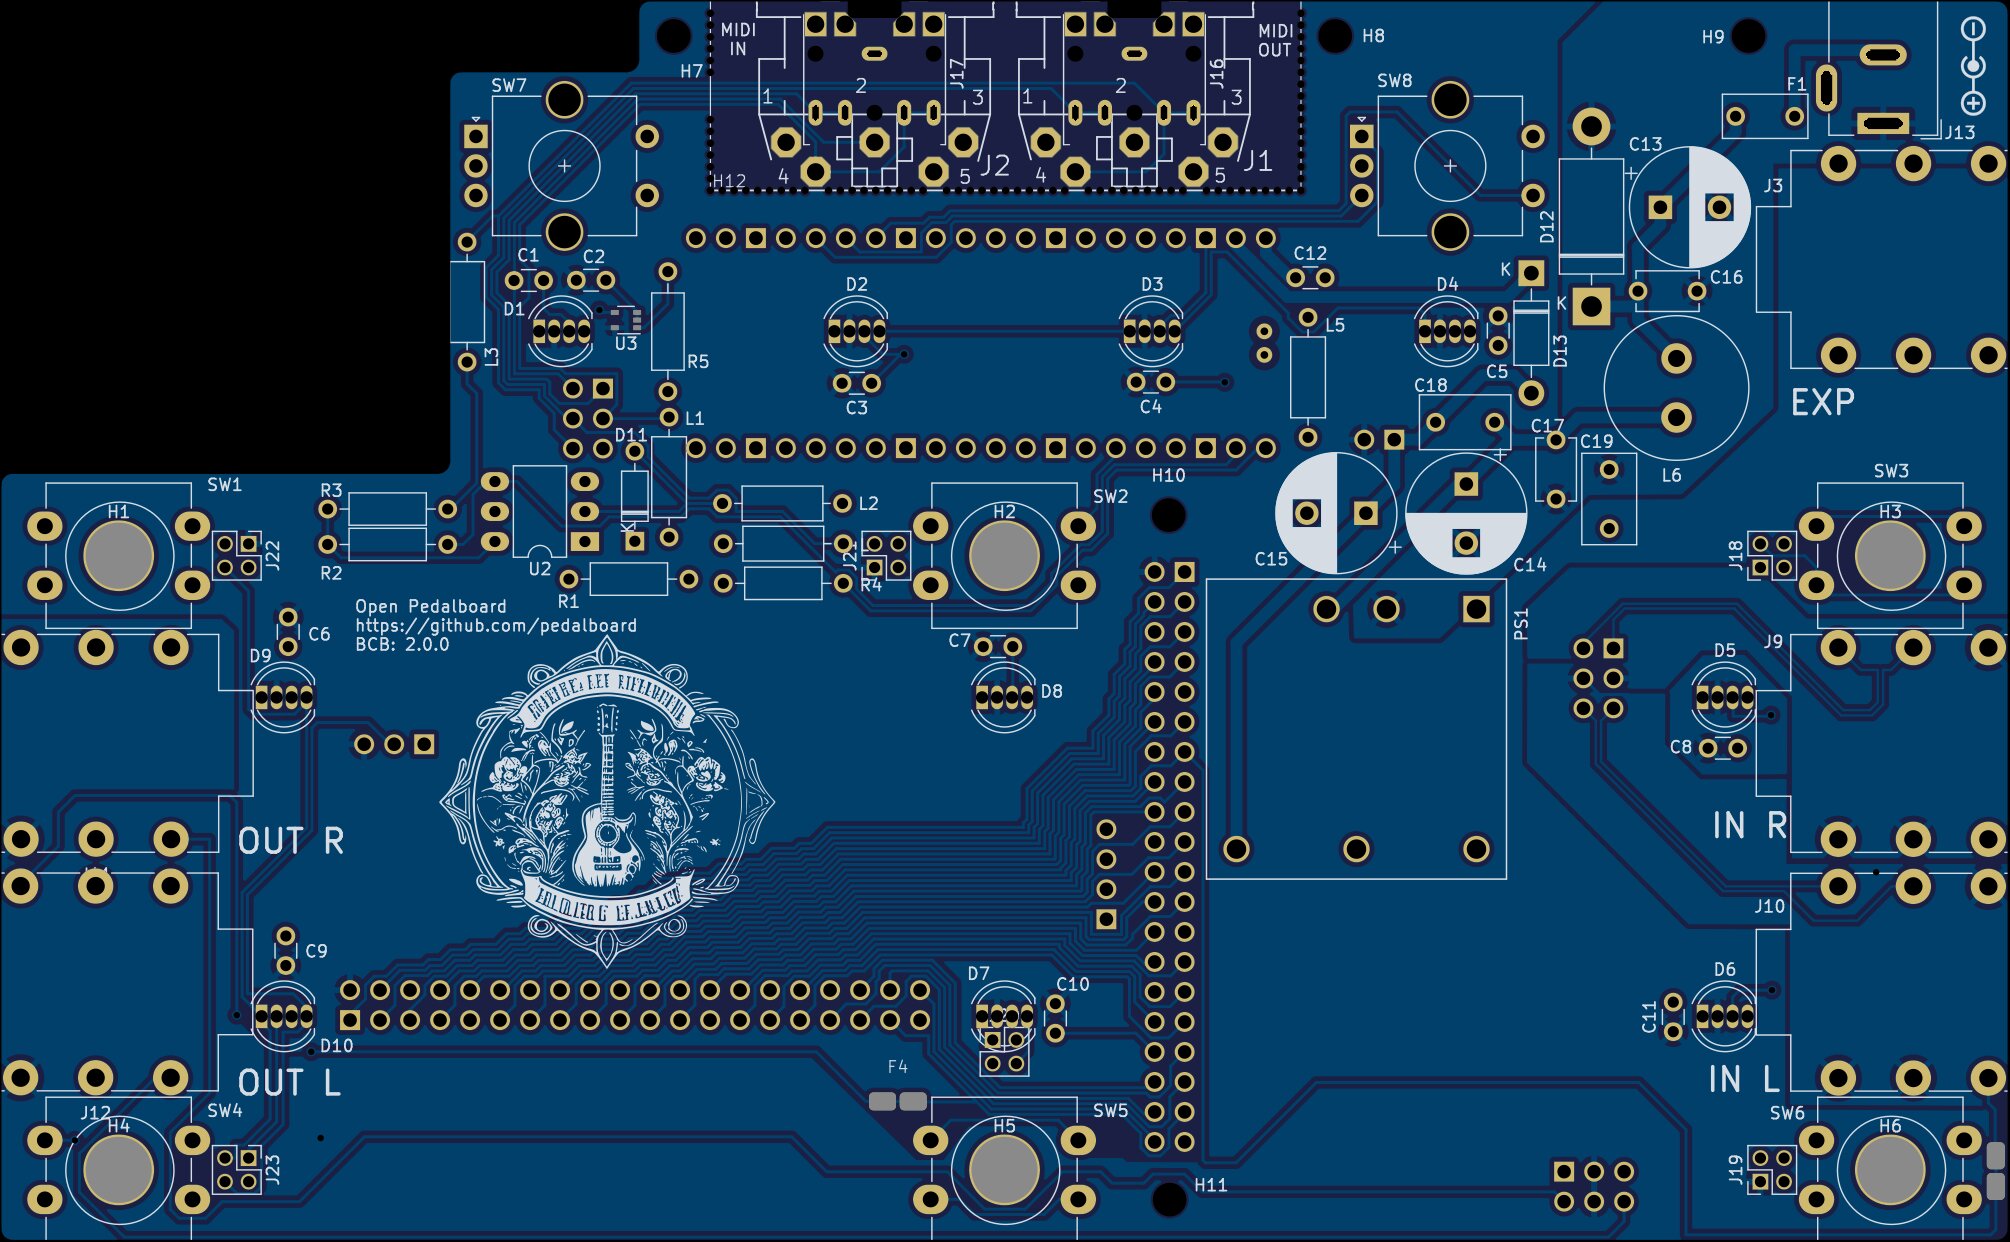 MIDI
IN
MIDI
OUT
H7
H8
H9
SW7
SW8
F1
J13
J17
J16
1
2
3
1
2
3
4
5
4
5
J2
J1
H12
C13
+
J3
D12
C1
C2
C12
C16
D1
D2
D3
D4
K
K
U3
L5
L3
R5
D13
C3
C4
C5
C18
EXP
L1
D11
C17
C19
H10
L6
SW1
R3
H1
L2
SW2
H2
SW3
H3
K
+
+
J22
J21
J18
R2
U2
R4
C15
C14
R1
Open Pedalboard
https://github.com/pedalboard
BCB: 2.0.0
PS1
C6
C7
D9
D8
D5
J9
C8
OUT R
IN R
J10
C9
D7
C10
D6
C11
D10
F4
OUT L
IN L
J12
H4
SW4
H5
SW5
SW6
H6
J23
J19
H11